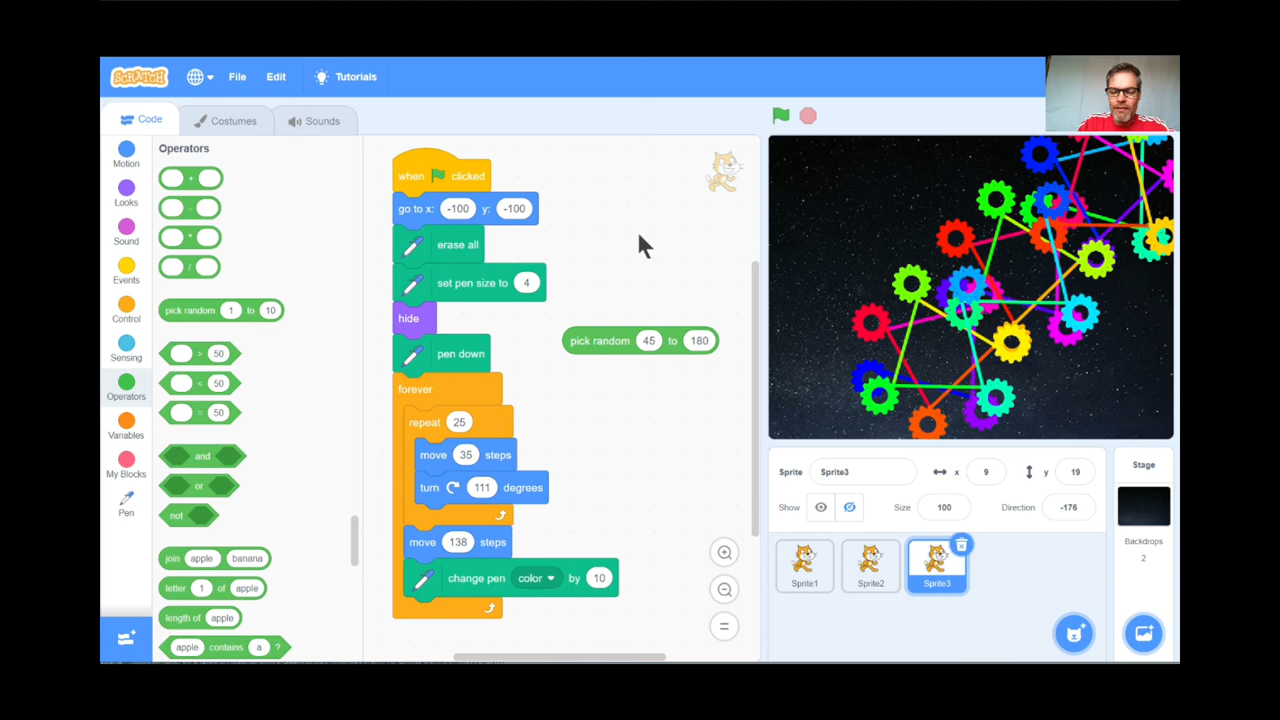 SCRATCH
File
Edit
Tutorials
Code
Costumes
Sounds
Motion
Looks
Sound
Events
Control
Sensing
Operators
Variables
My Blocks
Pen
Operators
+
-
*
/
pick random 1 to 10
> 50
< 50
= 50
and
or
not
join apple banana
letter 1 of apple
length of apple
apple contains a ?
when clicked
go to x: -100 y: -100
erase all
set pen size to 4
hide
pen down
forever
repeat 25
move 35 steps
turn 111 degrees
move 138 steps
change pen color by 10
pick random 45 to 180
Sprite Sprite3 x 9 y 19
Show Size 100 Direction -176
Sprite1
Sprite2
Sprite3
Stage
Backdrops
2